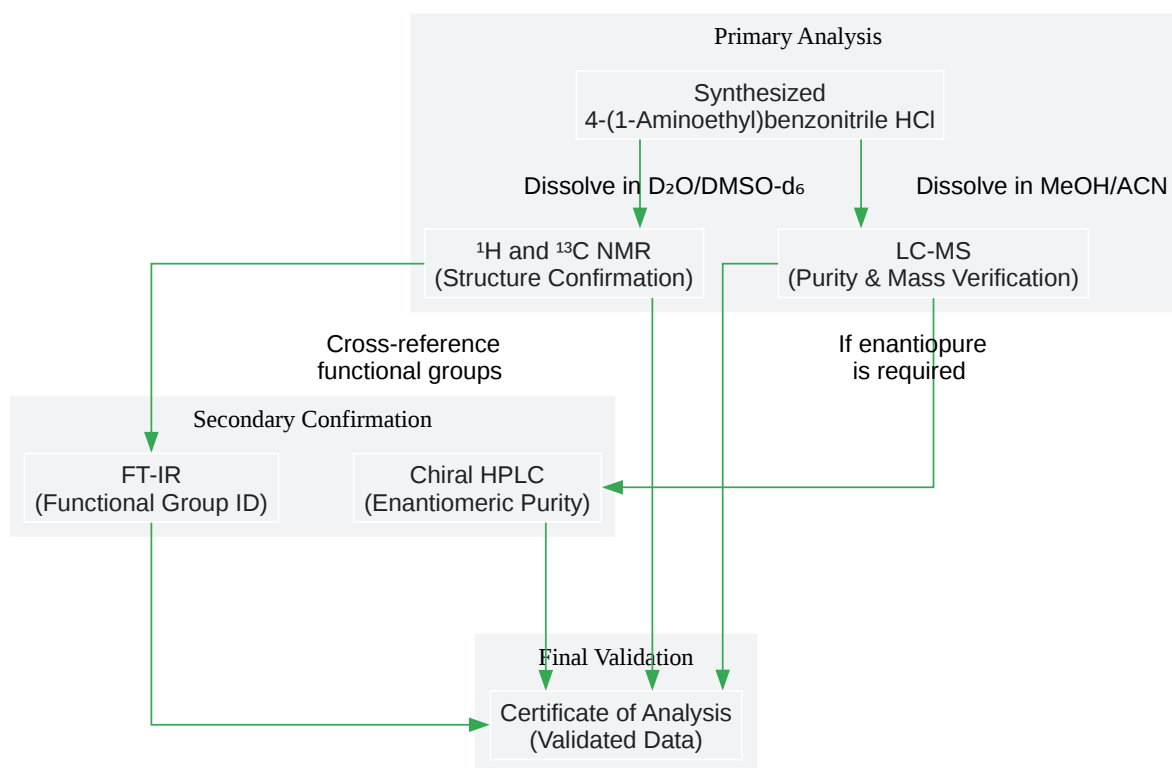 Primary Analysis
Synthesized
4-(1-Aminoethyl)benzonitrile HCl
Dissolve in D₂O/DMSO-d₆
Dissolve in MeOH/ACN
¹H and ¹³C NMR
(Structure Confirmation)
LC-MS
(Purity & Mass Verification)
Cross-reference
functional groups
If enantiopure
is required
Secondary Confirmation
FT-IR
(Functional Group ID)
Chiral HPLC
(Enantiomeric Purity)
Final Validation
Certificate of Analysis
(Validated Data)